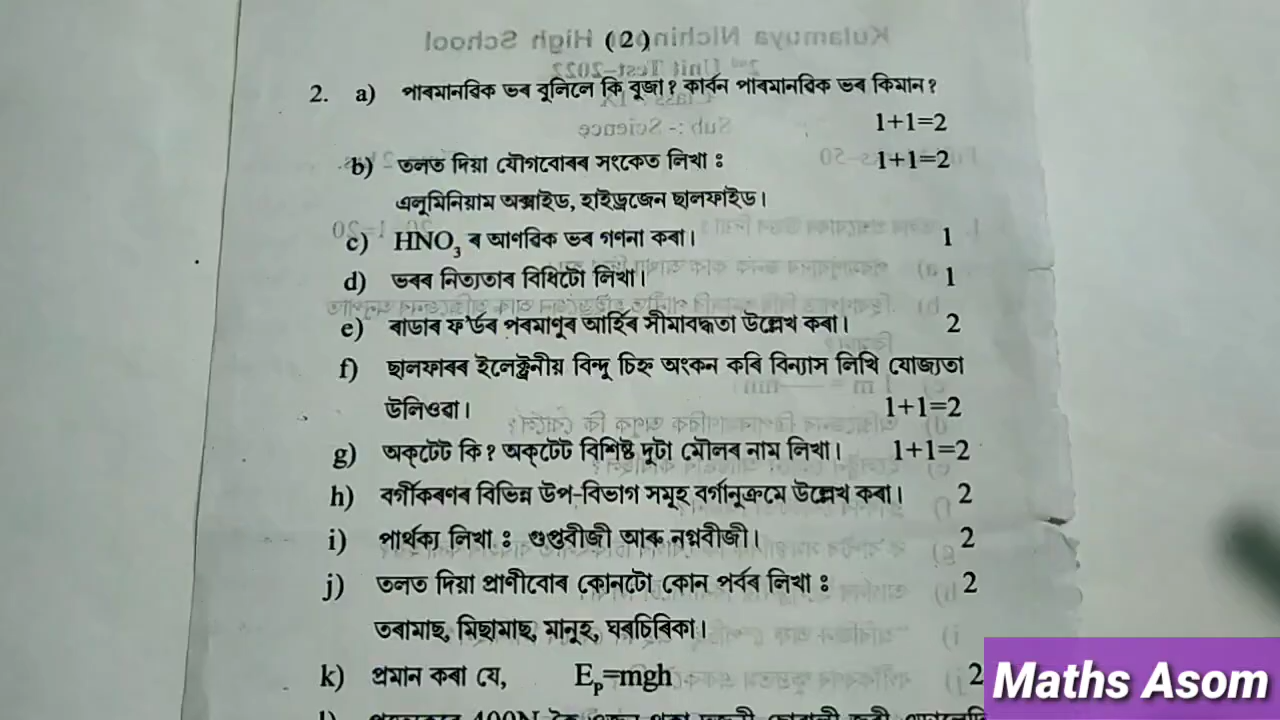 (2)
2. a) পাৰমানবিক ভৰ বুলিলে কি বূজা? কাৰ্বন পাৰমানবিক ভৰ কিমান?
1+1=2
b) তলত দিয়া যৌগবোৰৰ সংকেত লিখা ঃ 1+1=2
এলুমিনিয়াম অক্সাইড, হাইড্ৰজেন ছালফাইড।
c) HNO₃ ৰ আণৱিক ভৰ গণনা কৰা। 1
d) ভৰৰ নিত্যতাৰ বিধিটো লিখা। 1
e) ৰাডাৰ ফ'ৰ্ডৰ পৰমাণুৰ আৰ্হিৰ সীমাবদ্ধতা উল্লেখ কৰা। 2
f) ছালফাৰৰ ইলেক্ট্ৰনীয় বিন্দু চিহ্ন অংকন কৰি বিন্যাস লিখি যোজ্যতা
উলিওৱা। 1+1=2
g) অক্‌টেট কি? অক্‌টেট বিশিষ্ট দুটা মৌলৰ নাম লিখা। 1+1=2
h) বৰ্গীকৰণৰ বিভিন্ন উপ-বিভাগ সমূহ বৰ্গানুক্ৰমে উল্লেখ কৰা। 2
i) পাৰ্থক্য লিখা ঃ গুপ্তবীজী আৰু নগ্নবীজী। 2
j) তলত দিয়া প্ৰাণীবোৰ কোনটো কোন পৰ্বৰ লিখা ঃ 2
তৰামাছ, মিছামাছ, মানুহ, ঘৰচিৰিকা।
k) প্ৰমান কৰা যে, Eₚ=mgh 2
Maths Asom